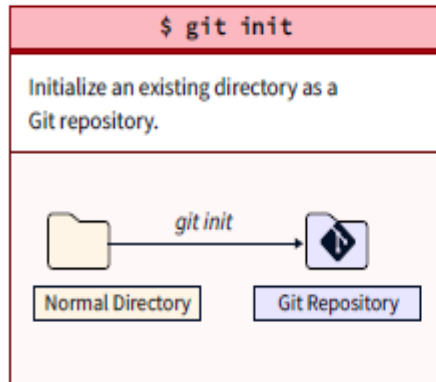 $ git init
Initialize an existing directory as a
Git repository.
git init
Normal Directory
Git Repository